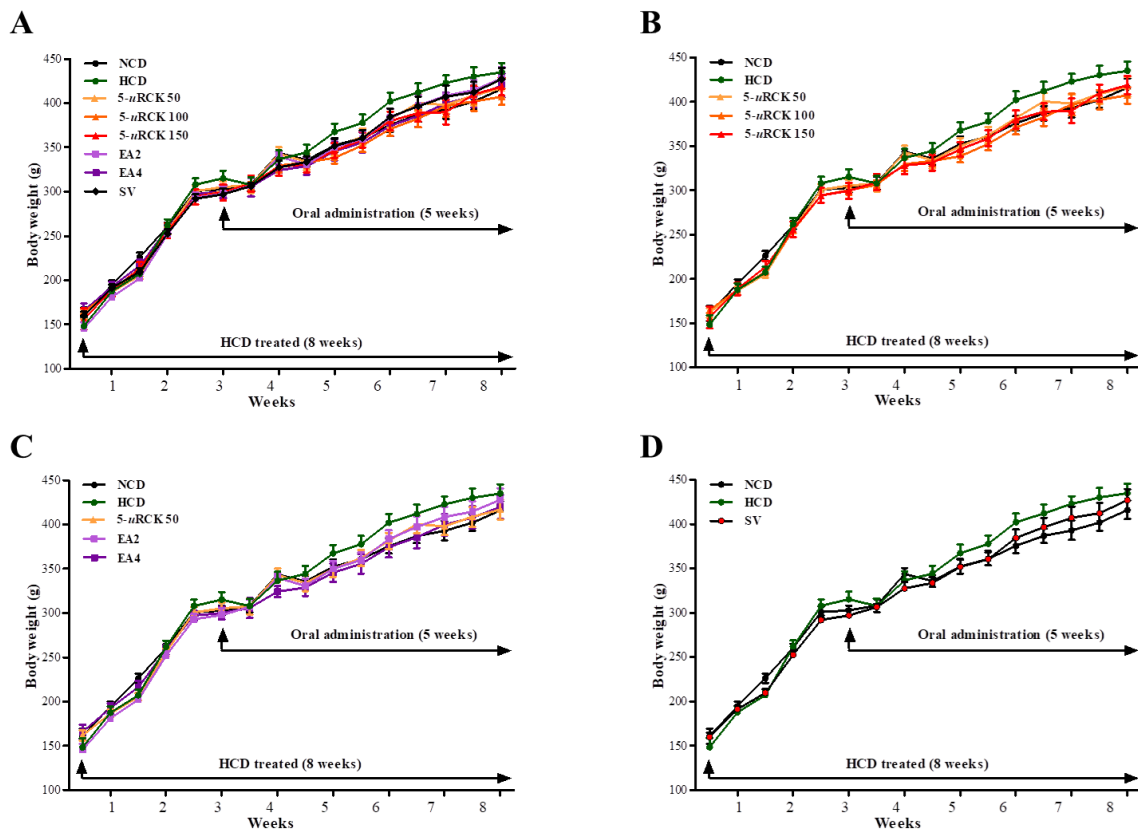 A
450
400
350
300
250
200
150
100
Body weight (g)
NCD
HCD
5-uRCK 50
5-uRCK 100
5-uRCK 150
EA2
EA4
SV
Oral administration (5 weeks)
HCD treated (8 weeks)
1 2 3 4 5 6 7 8
Weeks
B
450
400
350
300
250
200
150
100
Body weight (g)
NCD
HCD
5-uRCK 50
5-uRCK 100
5-uRCK 150
Oral administration (5 weeks)
HCD treated (8 weeks)
1 2 3 4 5 6 7 8
Weeks
C
450
400
350
300
250
200
150
100
Body weight (g)
NCD
HCD
5-uRCK 50
EA2
EA4
Oral administration (5 weeks)
HCD treated (8 weeks)
1 2 3 4 5 6 7 8
Weeks
D
450
400
350
300
250
200
150
100
Body weight (g)
NCD
HCD
SV
Oral administration (5 weeks)
HCD treated (8 weeks)
1 2 3 4 5 6 7 8
Weeks